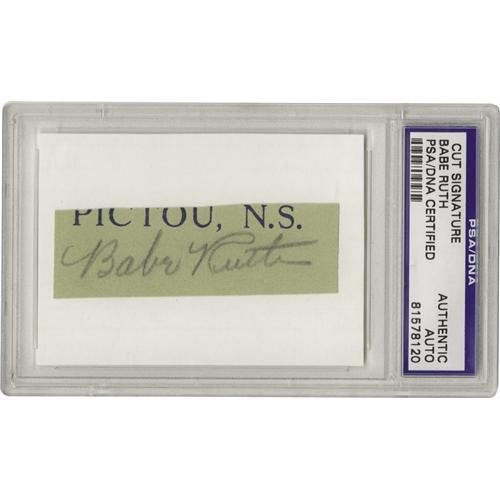 PICTOU, N.S.
Babe Ruth
CUT SIGNATURE
BABE RUTH
PSA/DNA CERTIFIED
AUTHENTIC
AUTO
81578120
PSA/DNA